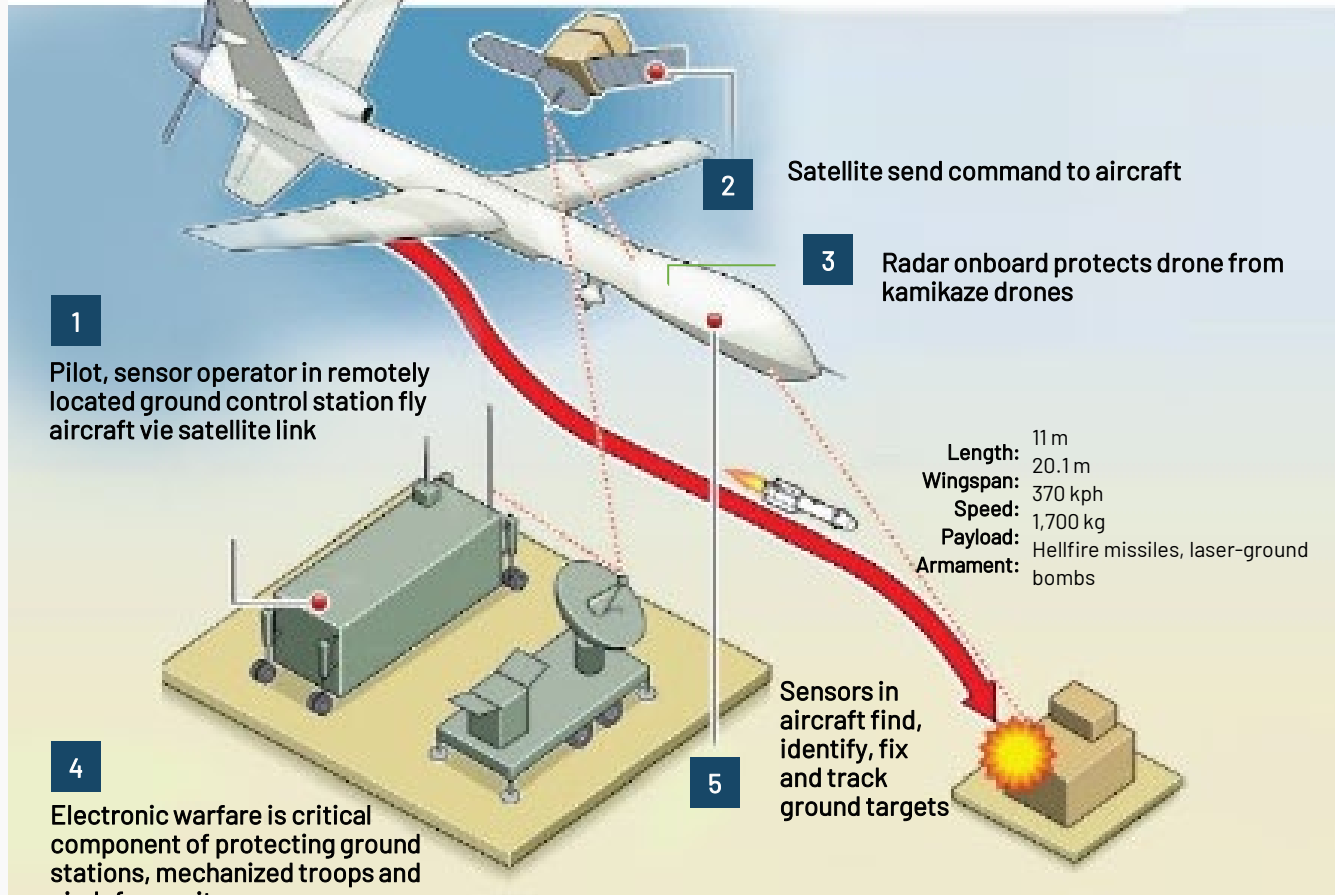 2
Satellite send command to aircraft
3
Radar onboard protects drone from
kamikaze drones
1
Pilot, sensor operator in remotely
located ground control station fly
aircraft vie satellite link
Length: 11 m
Wingspan: 20.1 m
Speed: 370 kph
Payload: 1,700 kg
Armament: Hellfire missiles, laser-ground
bombs
5
Sensors in
aircraft find,
identify, fix
and track
ground targets
4
Electronic warfare is critical
component of protecting ground
stations, mechanized troops and